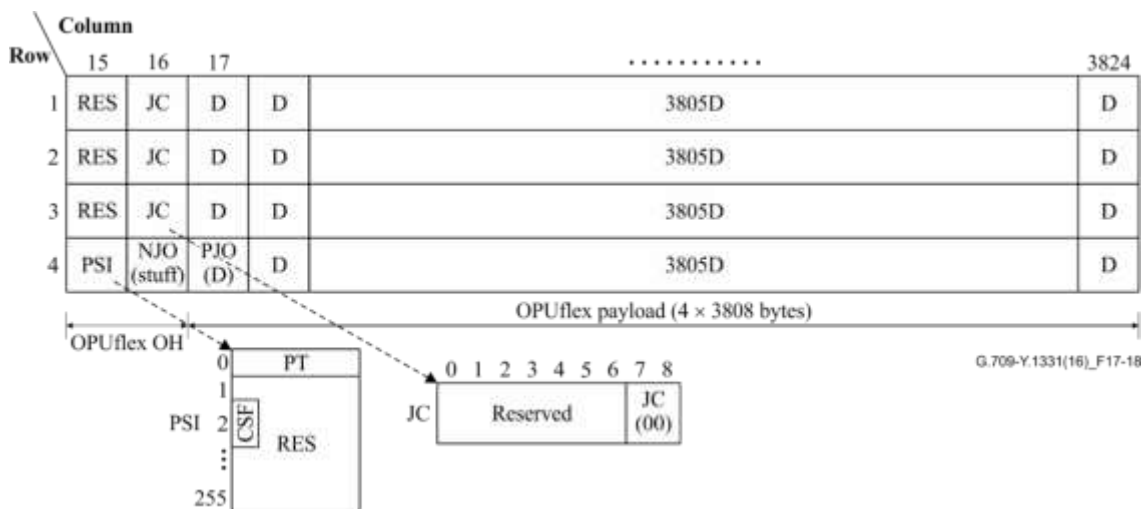 Column
Row
15 16 17 ........... 3824
1 RES JC D D 3805D D
2 RES JC D D 3805D D
3 RES JC D D 3805D D
4 PSI NJO (stuff) PJO (D) D 3805D D
OPUflex payload (4 × 3808 bytes)
OPUflex OH
G.709-Y.1331(16)_F17-18
0 PT
0 1 2 3 4 5 6 7 8
1
JC Reserved JC (00)
PSI 2 CSF RES
⋮
255